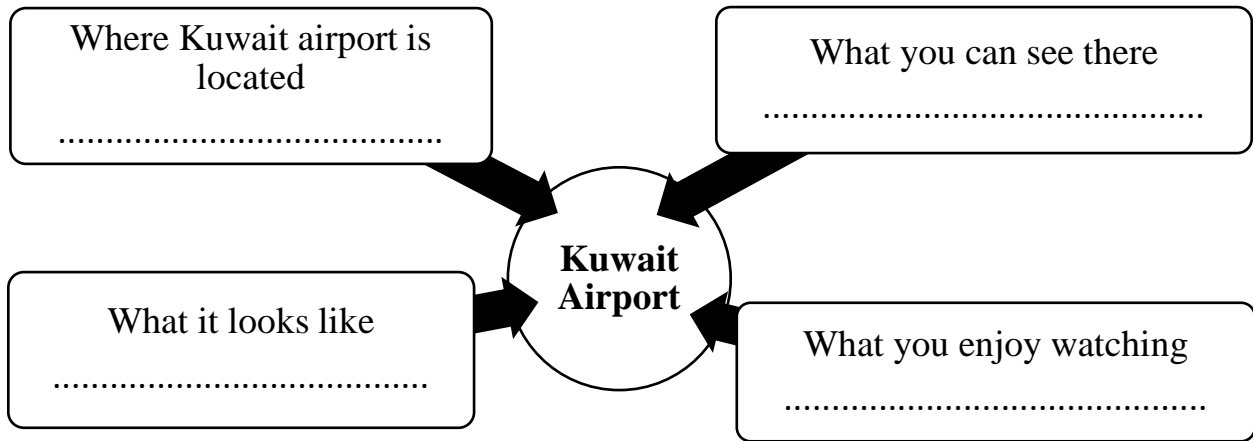 Where Kuwait airport is
located
..........................................
What you can see there
................................................
Kuwait
Airport
What it looks like
.........................................
What you enjoy watching
..............................................